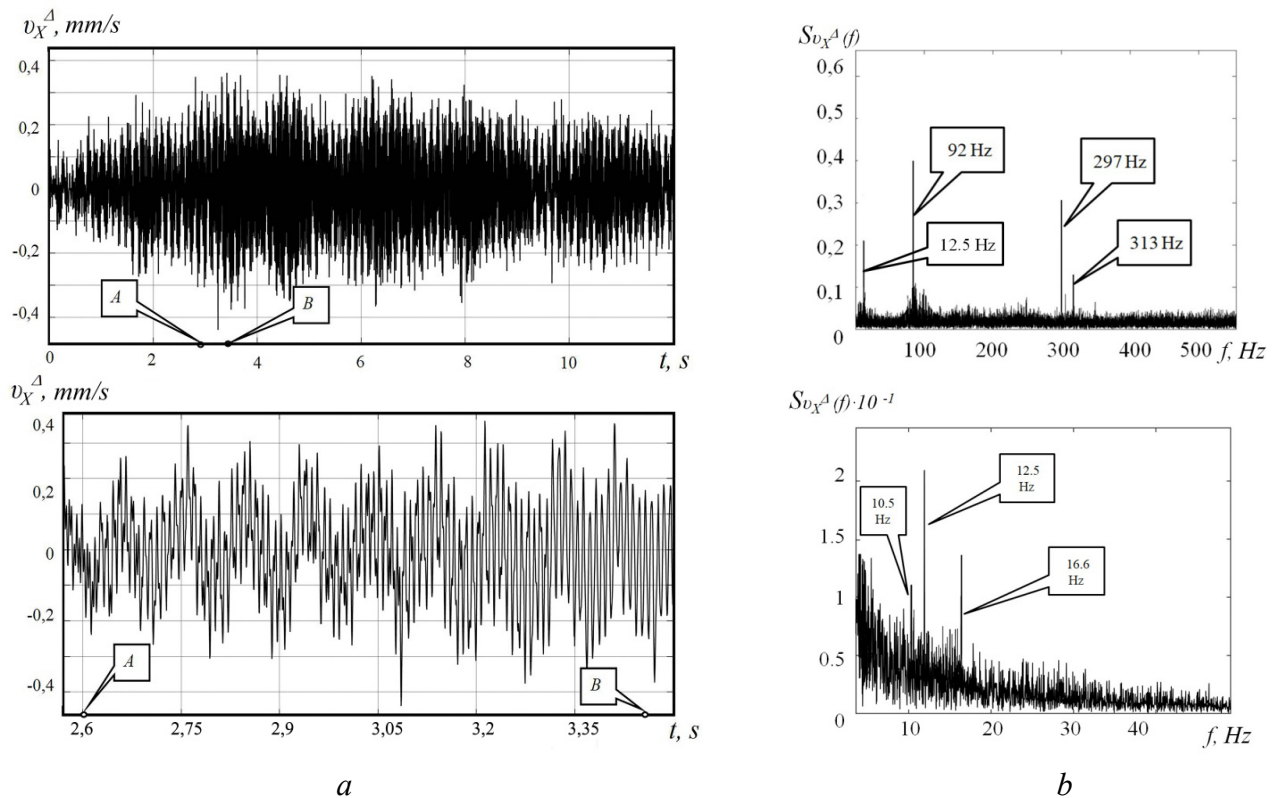 υX Δ, mm/s
0,4
0,2
0
-0,2
-0,4
A
B
0 2 4 6 8 10 t, s
υX Δ, mm/s
0,4
0,2
0
-0,2
-0,4
A
B
2,6 2,75 2,9 3,05 3,2 3,35 t, s
a
SυX Δ(f)
0,6
0,5
0,4
0,3
0,2
0,1
0
92 Hz
297 Hz
12.5 Hz
313 Hz
100 200 300 400 500 f, Hz
SυX Δ(f)·10 -1
2
1,5
1
0,5
0
10.5
Hz
12.5
Hz
16.6
Hz
10 20 30 40 f, Hz
b